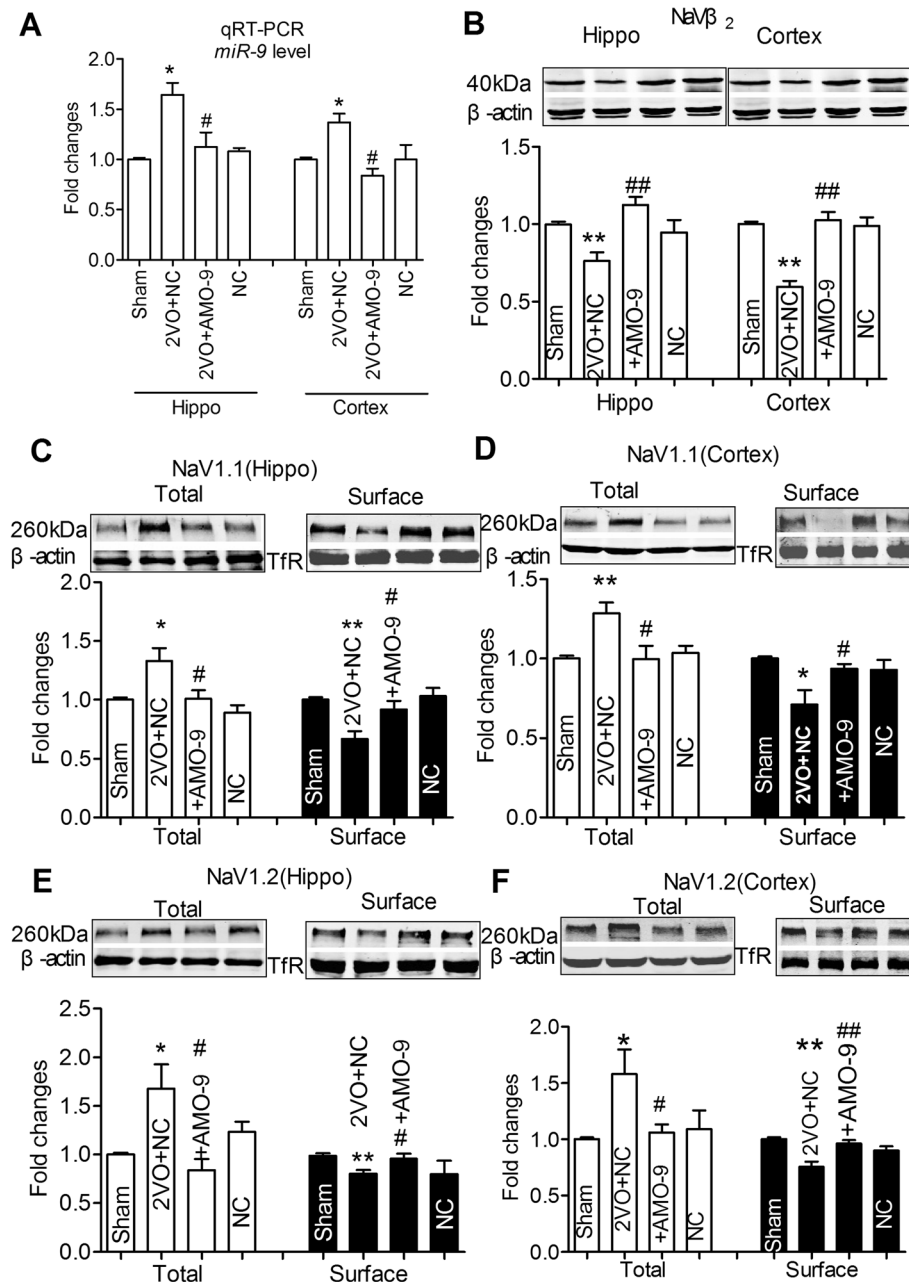 A
qRT-PCR
miR-9 level
Fold changes
2.0
1.5
1.0
0.5
0.0
*
#
*
#
Sham
2VO+NC
2VO+AMO-9
NC
Sham
2VO+NC
2VO+AMO-9
NC
Hippo
Cortex
B
NaVβ2
Hippo
Cortex
40kDa
β -actin
Fold changes
1.5
1.0
0.5
0.0
**
##
**
##
Sham
2VO+NC
+AMO-9
NC
Sham
2VO+NC
+AMO-9
NC
Hippo
Cortex
C
NaV1.1(Hippo)
Total
Surface
260kDa
β -actin
TfR
Fold changes
2.0
1.5
1.0
0.5
0.0
*
#
**
#
Sham
2VO+NC
+AMO-9
NC
Sham
2VO+NC
+AMO-9
NC
Total
Surface
D
NaV1.1(Cortex)
Total
Surface
260kDa
β -actin
TfR
Fold changes
2.0
1.5
1.0
0.5
0.0
**
#
*
#
Sham
2VO+NC
+AMO-9
NC
Sham
2VO+NC
+AMO-9
NC
Total
Surface
E
NaV1.2(Hippo)
Total
Surface
260kDa
β -actin
TfR
Fold changes
2.5
2.0
1.5
1.0
0.5
0.0
*
#
**
#
Sham
2VO+NC
+AMO-9
NC
Sham
2VO+NC
+AMO-9
NC
Total
Surface
F
NaV1.2(Cortex)
Total
Surface
260kDa
β -actin
TfR
Fold changes
2.0
1.5
1.0
0.5
0.0
*
#
**
##
Sham
2VO+NC
+AMO-9
NC
Sham
2VO+NC
+AMO-9
NC
Total
Surface